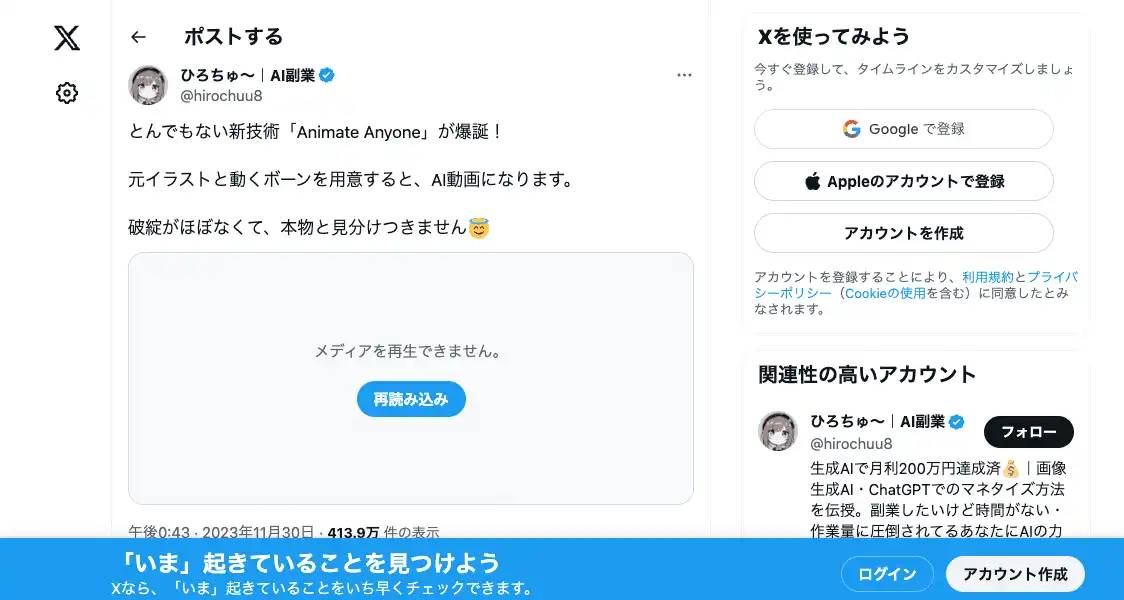 ポストする
ひろちゅ〜｜AI副業
@hirochuu8
とんでもない新技術「Animate Anyone」が爆誕！
元イラストと動くボーンを用意すると、AI動画になります。
破綻がほぼなくて、本物と見分けつきません😇
メディアを再生できません。
再読み込み
午後0:43 · 2023年11月30日 · 413.9万 件の表示
Xを使ってみよう
今すぐ登録して、タイムラインをカスタマイズしましょ
う。
Google で登録
Appleのアカウントで登録
アカウントを作成
アカウントを登録することにより、利用規約とプライバ
シーポリシー（Cookieの使用を含む）に同意したとみ
なされます。
関連性の高いアカウント
ひろちゅ〜｜AI副業
@hirochuu8
フォロー
生成AIで月利200万円達成済💰｜画像
生成AI・ChatGPTでのマネタイズ方法
を伝授。副業したいけど時間がない・
作業量に圧倒されてるあなたにAIの力
「いま」起きていることを見つけよう
Xなら、「いま」起きていることをいち早くチェックできます。
ログイン
アカウント作成